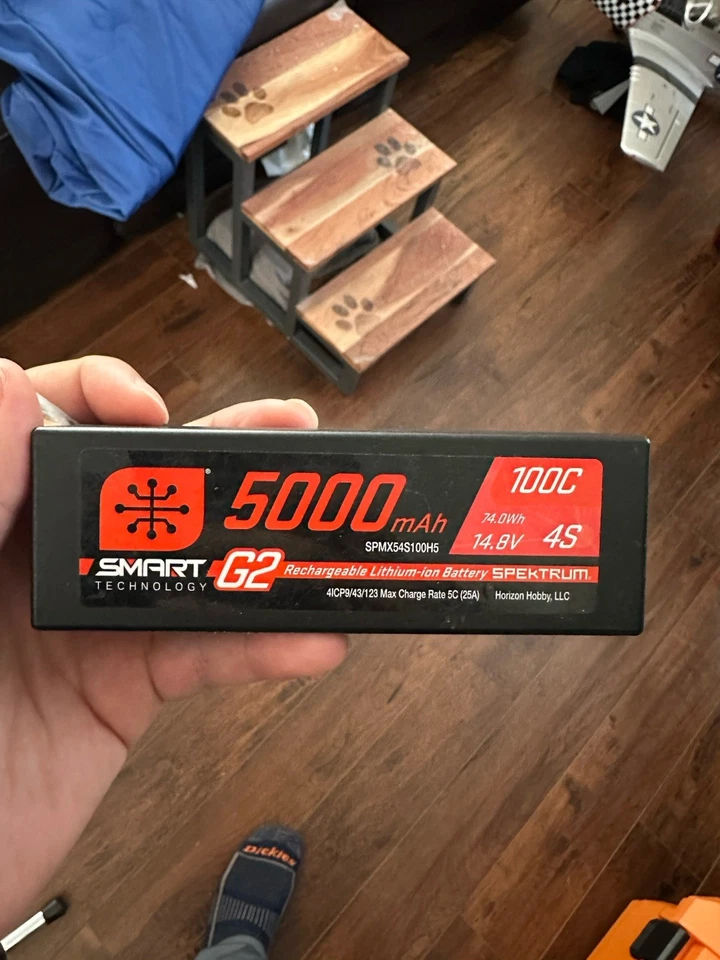 5000mAh
100C
74.0Wh
14.8V 4S
SPMX54S100H5
SMART G2 Rechargeable Lithium-ion Battery SPEKTRUM.
TECHNOLOGY
4ICP9/43/123 Max Charge Rate 5C (25A) Horizon Hobby, LLC
Dickies